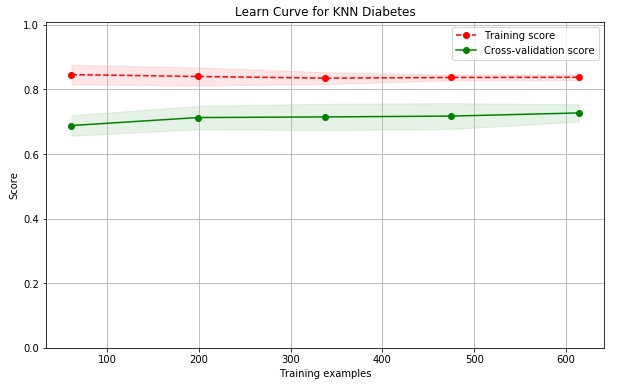 Learn Curve for KNN Diabetes
Training score
Cross-validation score
1.0
0.8
0.6
0.4
0.2
0.0
Score
100
200
300
400
500
600
Training examples